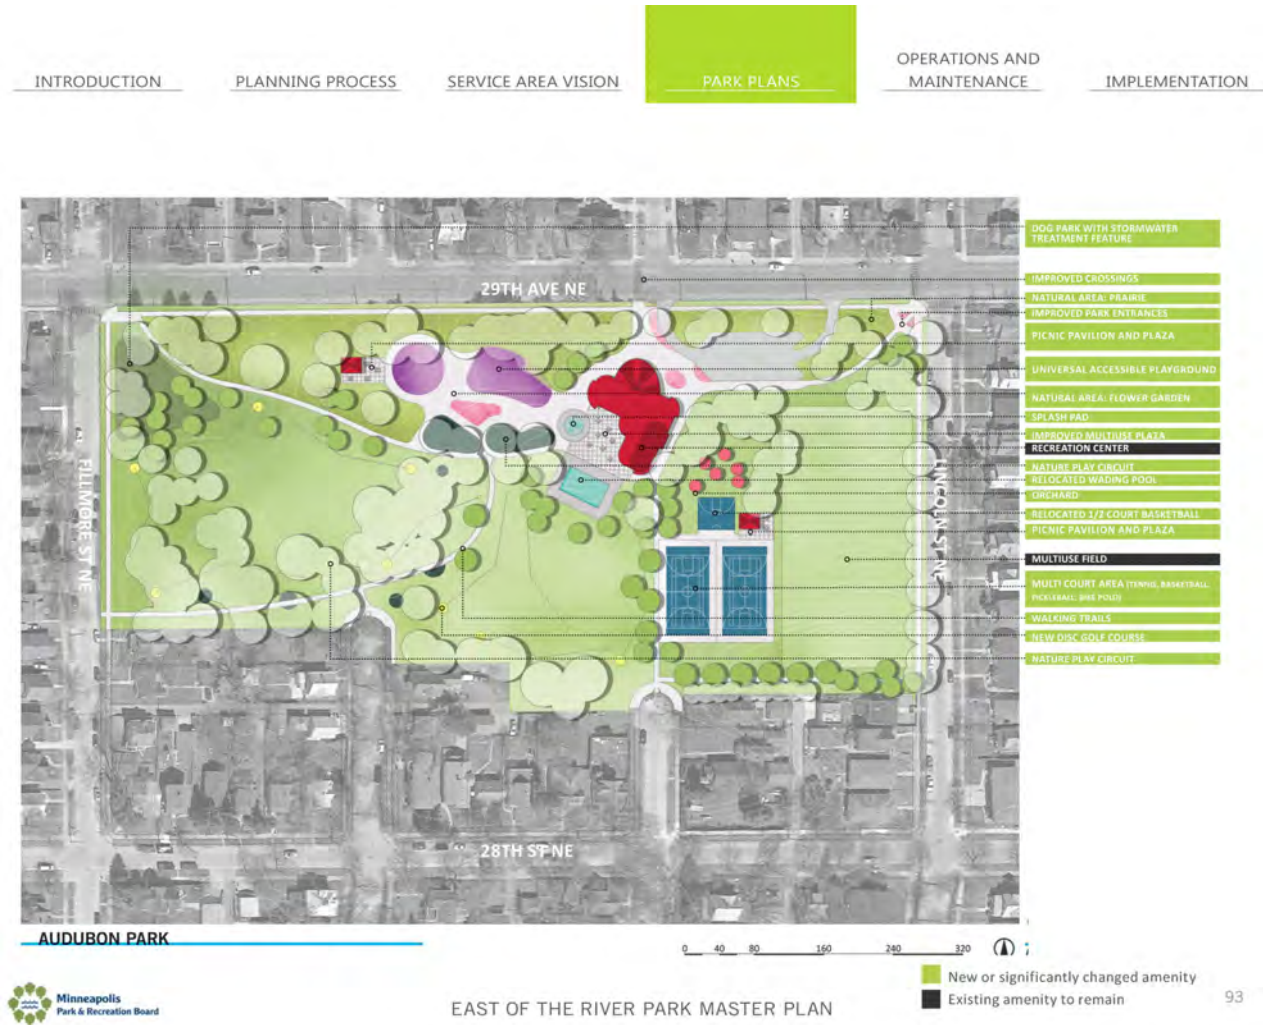 INTRODUCTION
PLANNING PROCESS
SERVICE AREA VISION
PARK PLANS
OPERATIONS AND
MAINTENANCE
IMPLEMENTATION
DOG PARK WITH STORMWATER
TREATMENT FEATURE
IMPROVED CROSSINGS
29TH AVE NE
NATURAL AREA: PRAIRIE
IMPROVED PARK ENTRANCES
PICNIC PAVILION AND PLAZA
UNIVERSAL ACCESSIBLE PLAYGROUND
NATURAL AREA: FLOWER GARDEN
SPLASH PAD
IMPROVED MULTIUSE PLAZA
RECREATION CENTER
NATURE PLAY CIRCUIT
RELOCATED WADING POOL
ORCHARD
RELOCATED 1/2 COURT BASKETBALL
PICNIC PAVILION AND PLAZA
FILLMORE ST NE
LINCOLN ST NE
MULTIUSE FIELD
MULTI COURT AREA (TENNIS, BASKETBALL,
PICKLEBALL, BIKE POLO)
WALKING TRAILS
NEW DISC GOLF COURSE
NATURE PLAY CIRCUIT
28TH ST NE
AUDUBON PARK
0 40 80 160 240 320
New or significantly changed amenity
Existing amenity to remain
Minneapolis
Park & Recreation Board
EAST OF THE RIVER PARK MASTER PLAN
93